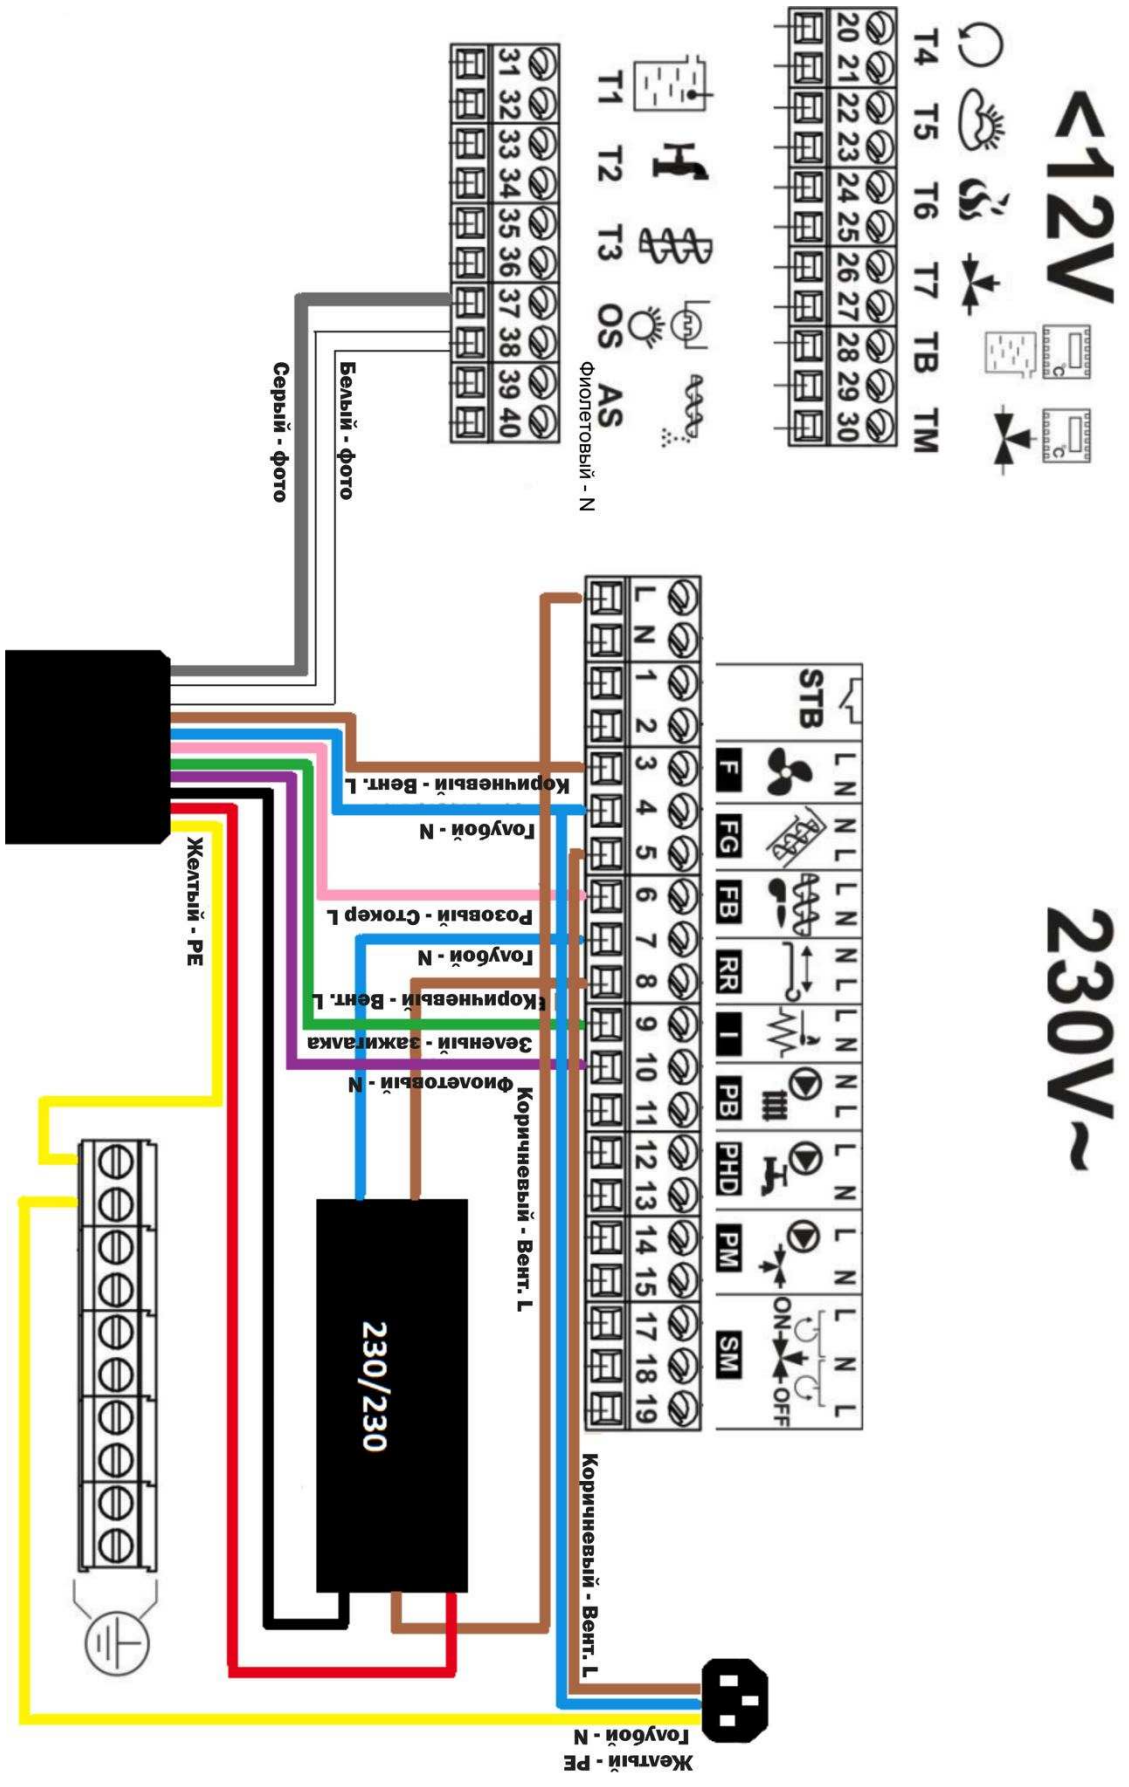 <12V
230V~
T4
T5
T6
T7
TB
TM
20
21
22
23
24
25
26
27
28
29
30
°C
°C
T1
T2
T3
OS
AS
31
32
33
34
35
36
37
38
39
40
Фиолетовый - N
Белый - фото
Серый - фото
STB
L N
N L
L N
N L
L N
N L
L N
L N
L N L
ON
OFF
F
FG
FB
RR
I
PB
PHD
PM
SM
L
N
1
2
3
4
5
6
7
8
9
10
11
12
13
14
15
17
18
19
Коричневый - Вент. L
Голубой - N
Розовый - Стокер L
Голубой - N
Коричневый - Вент. L
Зеленый - зажигалка
Фиолетовый - N
Коричневый - Вент. L
Желтый - PE
230/230
Коричневый - Вент. L
Голубой - N
Желтый - PE